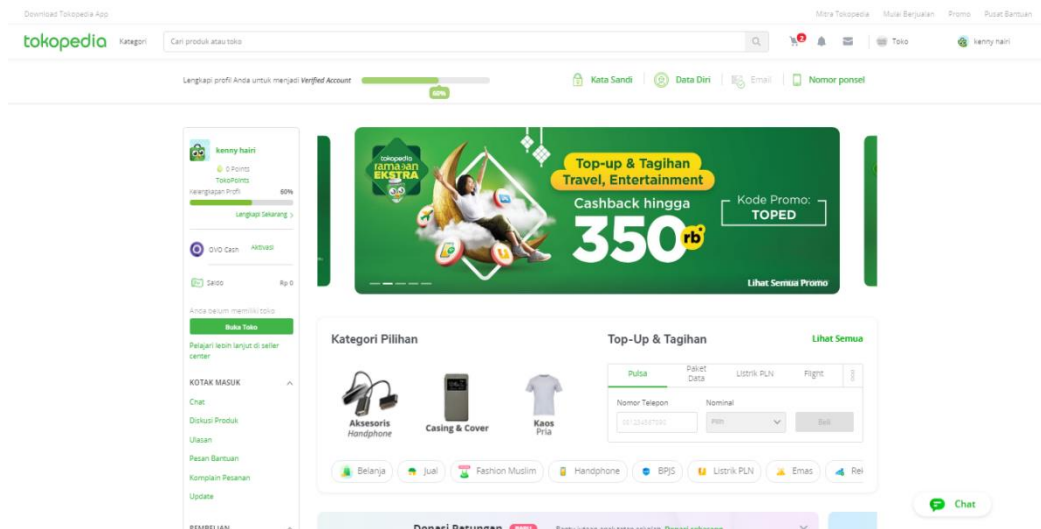 Download Tokopedia App
Mitra Tokopedia Mulai Berjualan Promo Pusat Bantuan
tokopedia Kategori Cari produk atau toko 2 Toko kenny hairi
Lengkapi profil Anda untuk menjadi Verified Account 60% Kata Sandi Data Diri Email Nomor ponsel
kenny hairi
0 Points
TokoPoints
Kelengkapan Profil 60%
Lengkapi Sekarang >
OVO Cash Aktivasi
Saldo Rp 0
Anda belum memiliki toko
Buka Toko
Pelajari lebih lanjut di seller
center
KOTAK MASUK
Chat
Diskusi Produk
Ulasan
Pesan Bantuan
Komplain Pesanan
Update
PEMBELIAN
tokopedia
ramadan
EKSTRA
Top-up & Tagihan
Travel, Entertainment
Cashback hingga
350rb
Kode Promo:
TOPED
Lihat Semua Promo
Kategori Pilihan
Aksesoris
Handphone
Casing & Cover
Kaos
Pria
Top-Up & Tagihan Lihat Semua
Pulsa Paket Data Listrik PLN Flight
Nomor Telepon Nominal
Pilih Beli
Belanja Jual Fashion Muslim Handphone BPJS Listrik PLN Emas Rek
Donasi Patungan
Chat